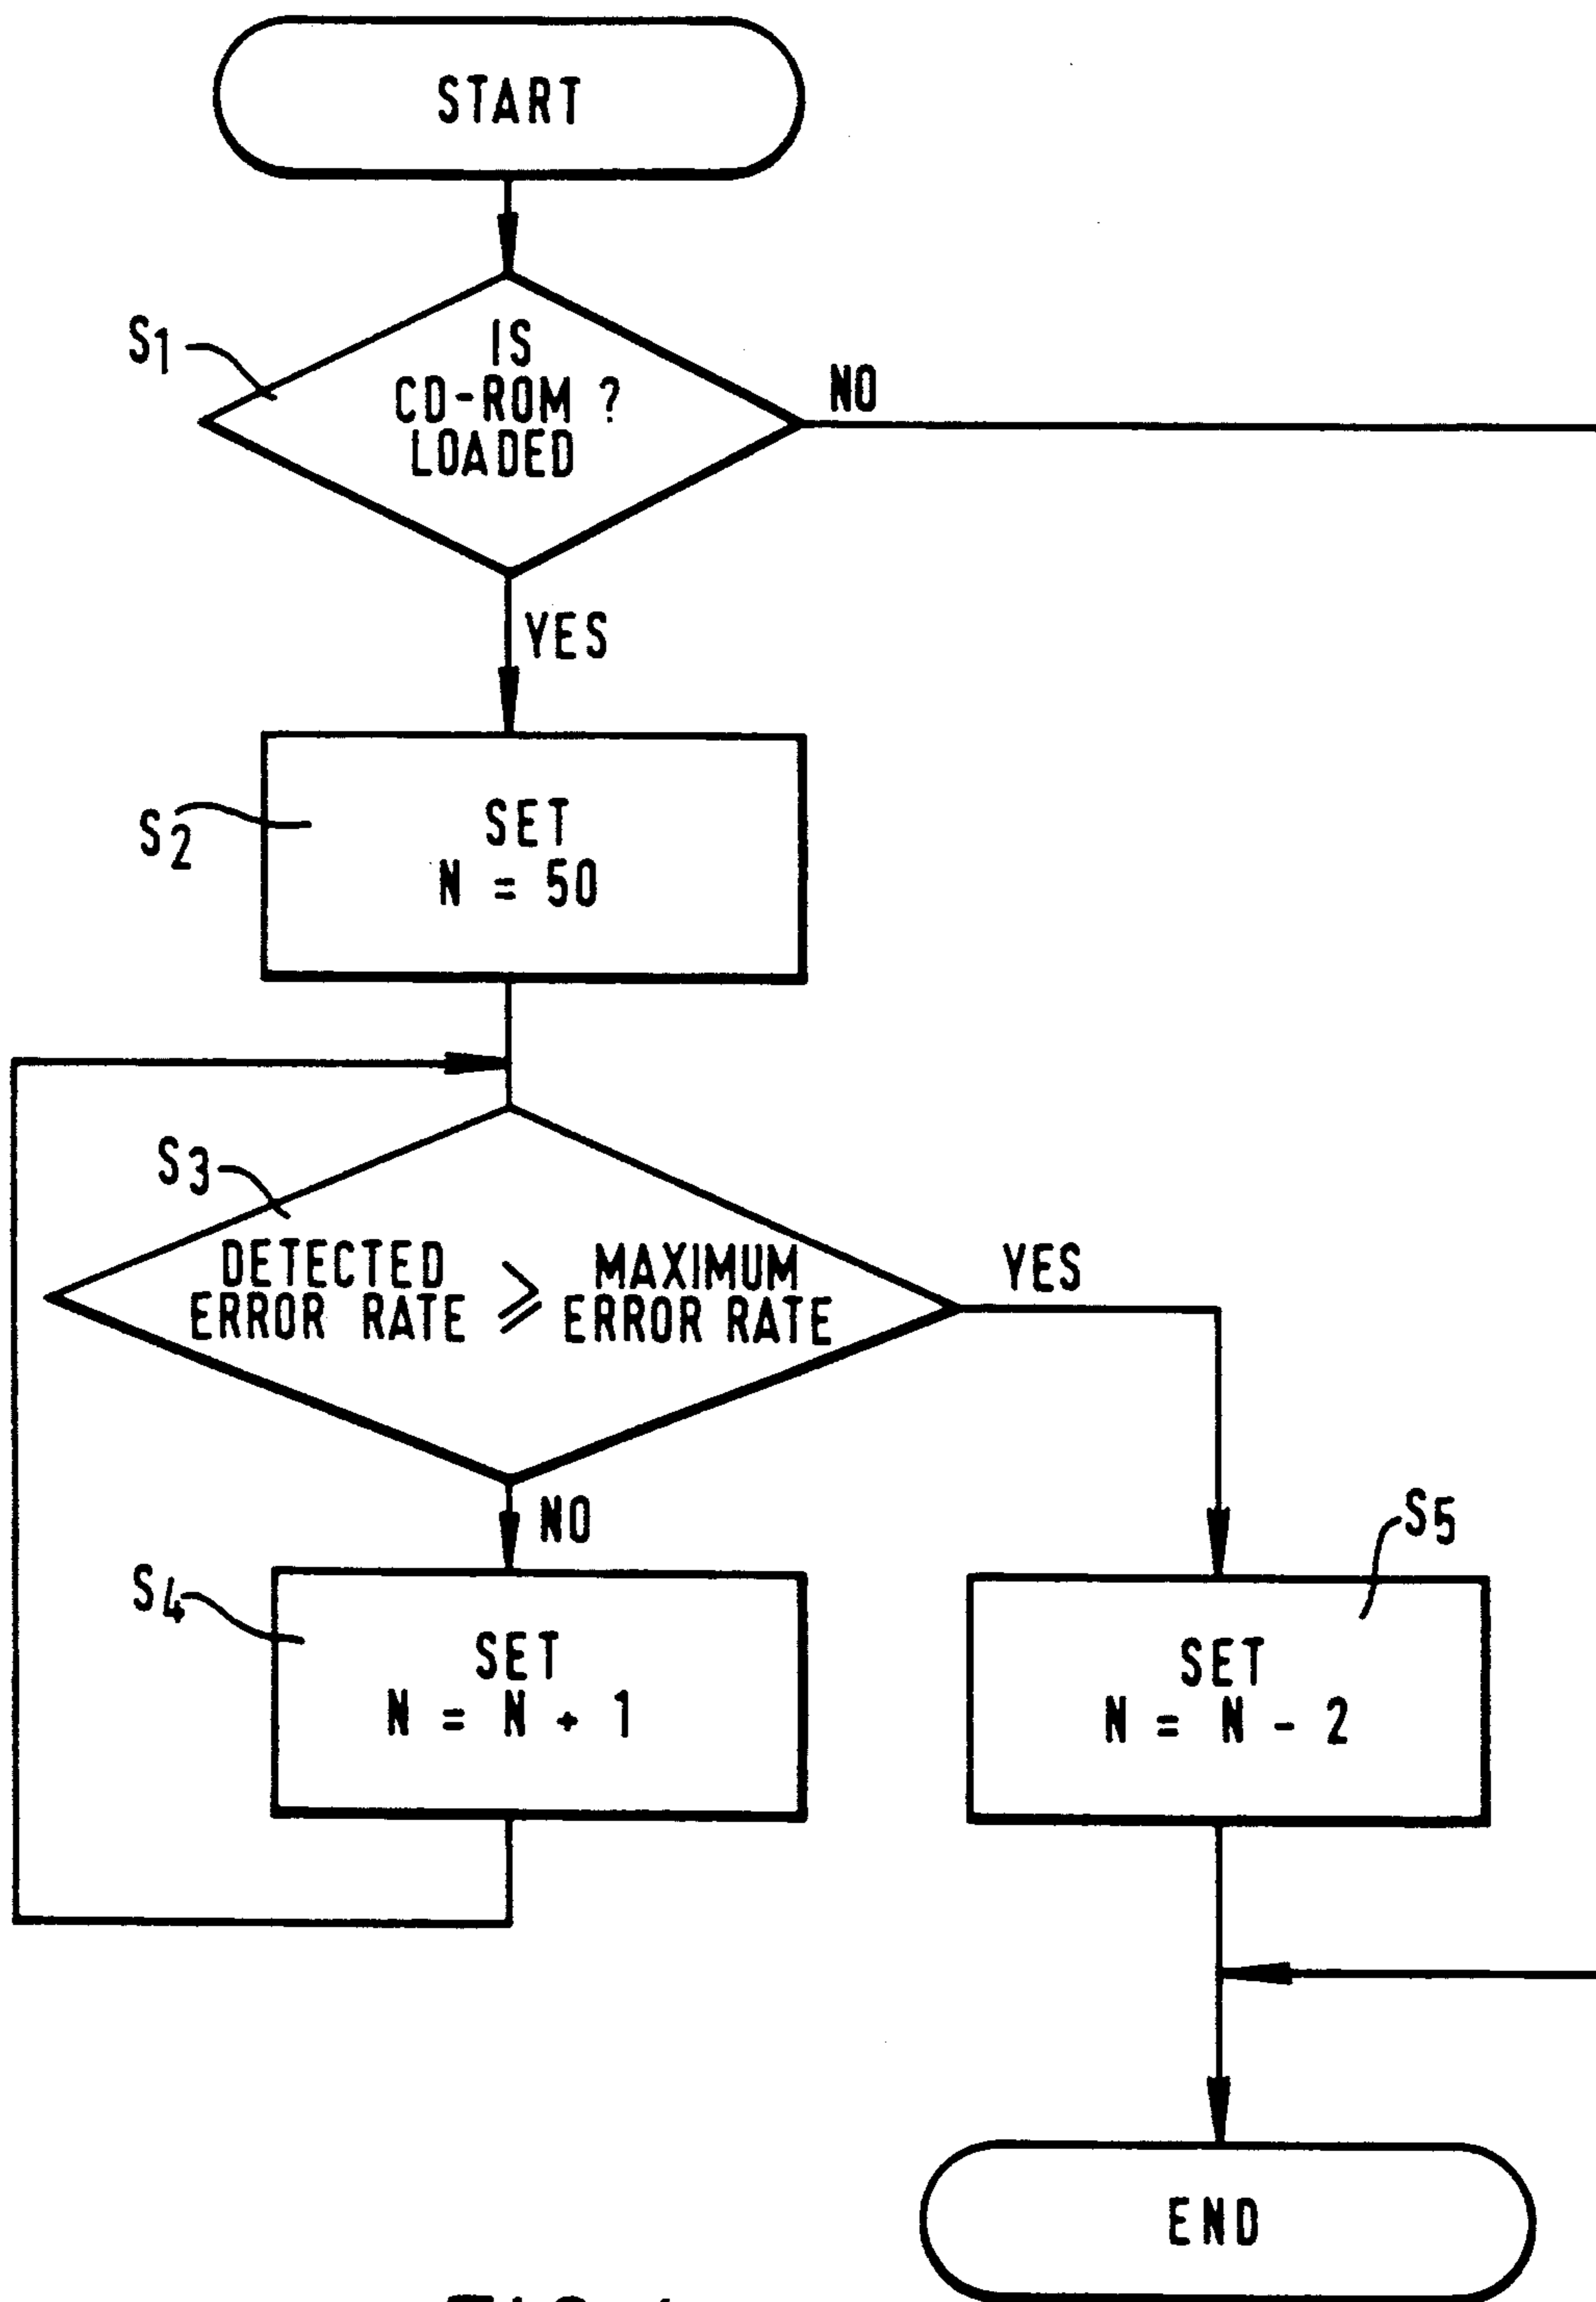 START
S1
IS
CD-ROM ?
LOADED
NO
YES
S2
SET
N = 50
S3
DETECTED
ERROR RATE
⩾
MAXIMUM
ERROR RATE
YES
NO
S4
SET
N = N + 1
S5
SET
N = N - 2
END